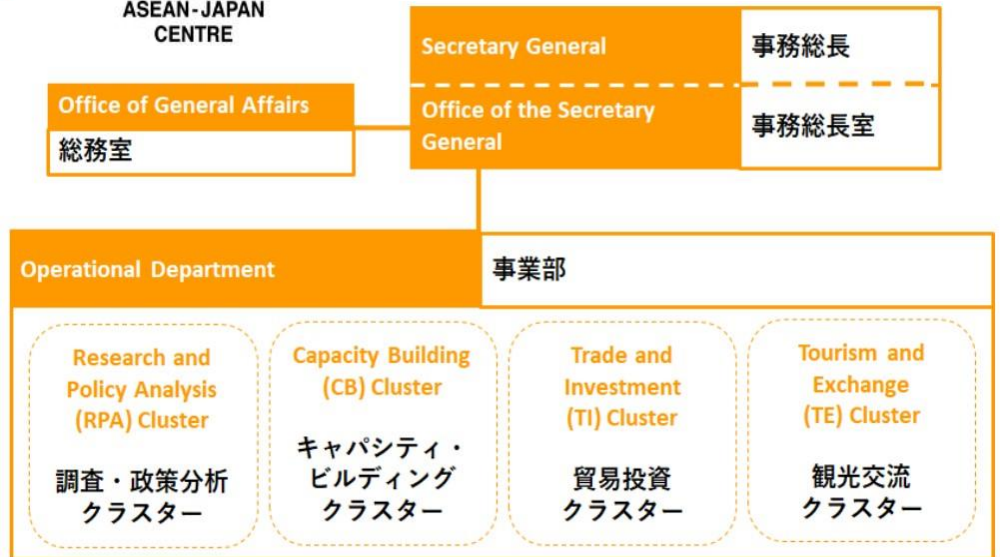 ASEAN-JAPAN
CENTRE
Secretary General
事務総長
Office of General Affairs
総務室
Office of the Secretary
General
事務総長室
Operational Department
事業部
Research and
Policy Analysis
(RPA) Cluster
調査・政策分析
クラスター
Capacity Building
(CB) Cluster
キャパシティ・
ビルディング
クラスター
Trade and
Investment
(TI) Cluster
貿易投資
クラスター
Tourism and
Exchange
(TE) Cluster
観光交流
クラスター